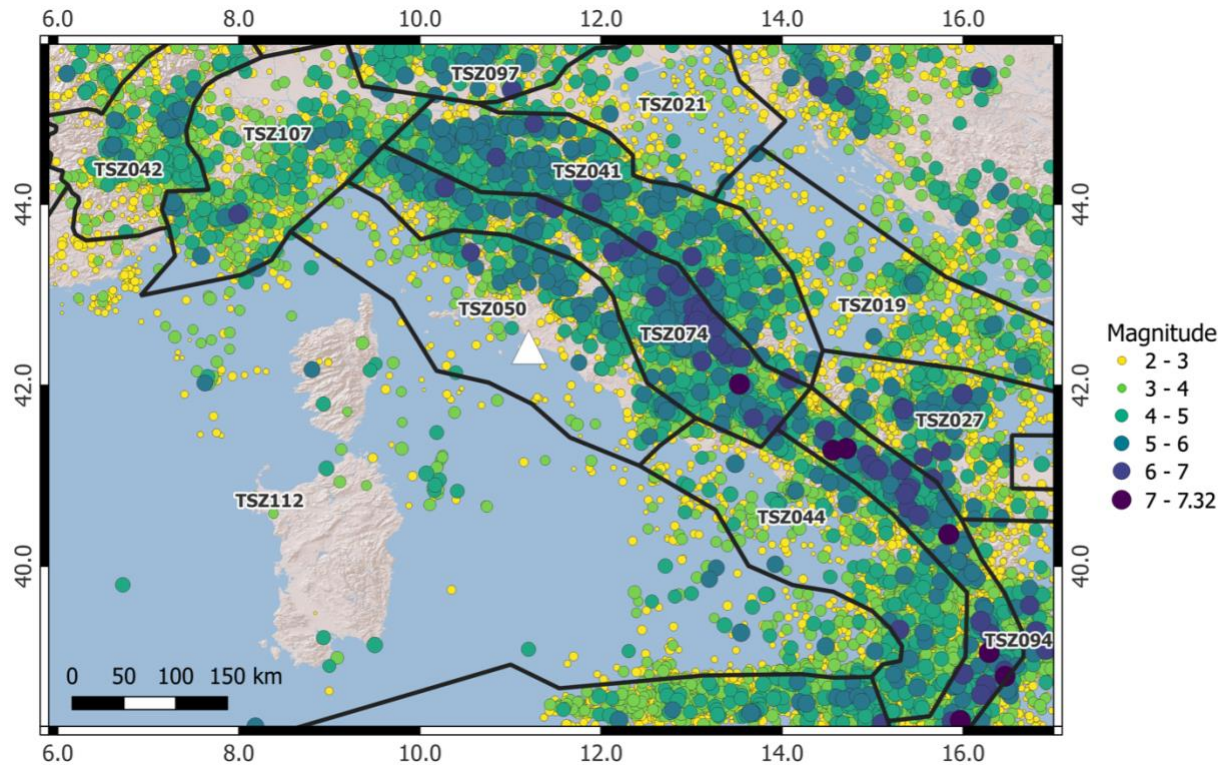 6.0 8.0 10.0 12.0 14.0 16.0
TSZ097
TSZ021
TSZ107
TSZ042
TSZ041
44.0 44.0
TSZ050
TSZ019
TSZ074
Magnitude
2 - 3
3 - 4
4 - 5
5 - 6
6 - 7
7 - 7.32
42.0 42.0
TSZ027
TSZ112
TSZ044
40.0 40.0
TSZ094
0 50 100 150 km
6.0 8.0 10.0 12.0 14.0 16.0